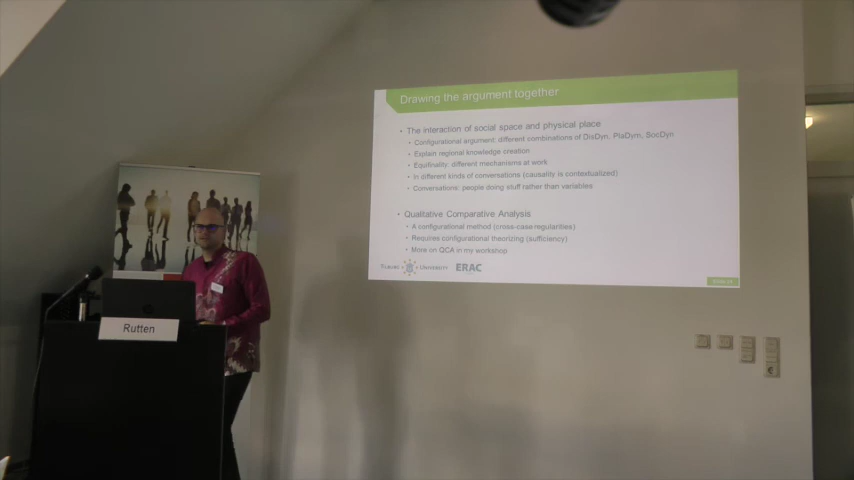 Drawing the argument together
• The interaction of social space and physical place
• Configurational argument: different combinations of DisDyn, PlaDym, SocDyn
• Explain regional knowledge creation
• Equifinality: different mechanisms at work
• In different kinds of conversations (causality is contextualized)
• Conversations: people doing stuff rather than variables
• Qualitative Comparative Analysis
• A configurational method (cross-case regularities)
• Requires configurational theorizing (sufficiency)
• More on QCA in my workshop
TILBURG UNIVERSITY ERAC
Rutten